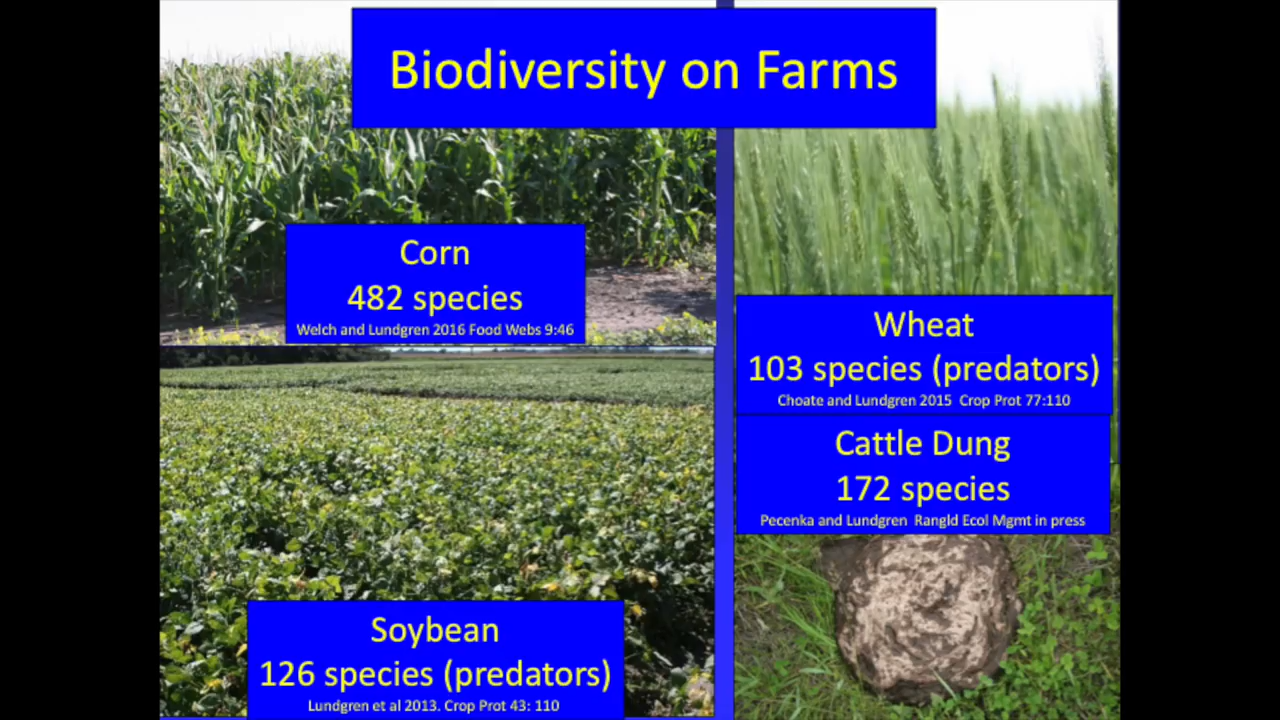 Biodiversity on Farms
Corn
482 species
Welch and Lundgren 2016 Food Webs 9:46
Wheat
103 species (predators)
Choate and Lundgren 2015  Crop Prot 77:110
Cattle Dung
172 species
Pecenka and Lundgren  Rangld Ecol Mgmt in press
Soybean
126 species (predators)
Lundgren et al 2013. Crop Prot 43: 110